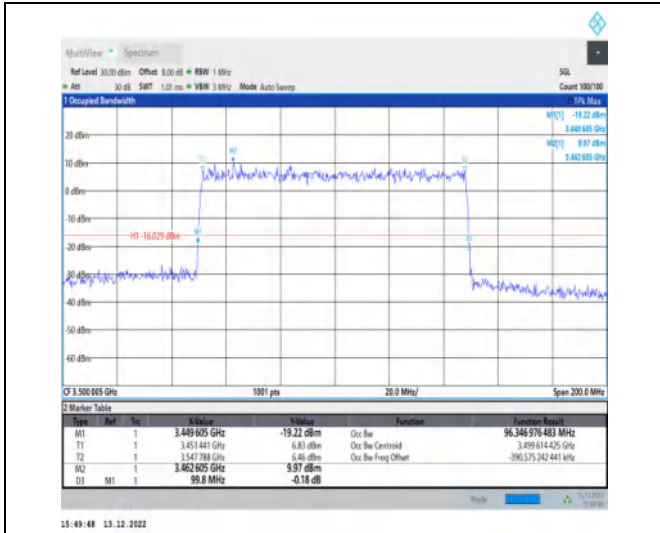 MultiView Spectrum
Ref Level 30.00 dBm Offset 8.00 dB RBW 1 MHz SGL
Att 30 dB SWT 1.01 ms VBW 3 MHz Mode Auto Sweep Count 100/100
1 Occupied Bandwidth 1Pk Max
M1[1] -19.22 dBm
3.449 605 GHz
M2[1] 9.97 dBm
3.462 605 GHz
20 dBm
M2
T1
10 dBm
0 dBm
-10 dBm
H1 -16.029 dBm
M1
-20 dBm
-30 dBm
-40 dBm
-50 dBm
-60 dBm
CF 3.500 005 GHz 1001 pts 20.0 MHz/ Span 200.0 MHz
2 Marker Table
Type Ref Trc X-Value Y-Value Function Function Result
M1 1 3.449 605 GHz -19.22 dBm Occ Bw 96.346 976 483 MHz
T1 1 3.451 441 GHz 6.83 dBm Occ Bw Centroid 3.499 614 425 GHz
T2 1 3.547 788 GHz 6.46 dBm Occ Bw Freq Offset -390.575 242 441 kHz
M2 1 3.462 605 GHz 9.97 dBm
D3 M1 1 99.8 MHz -0.18 dB
Ready
15:49:48 13.12.2022